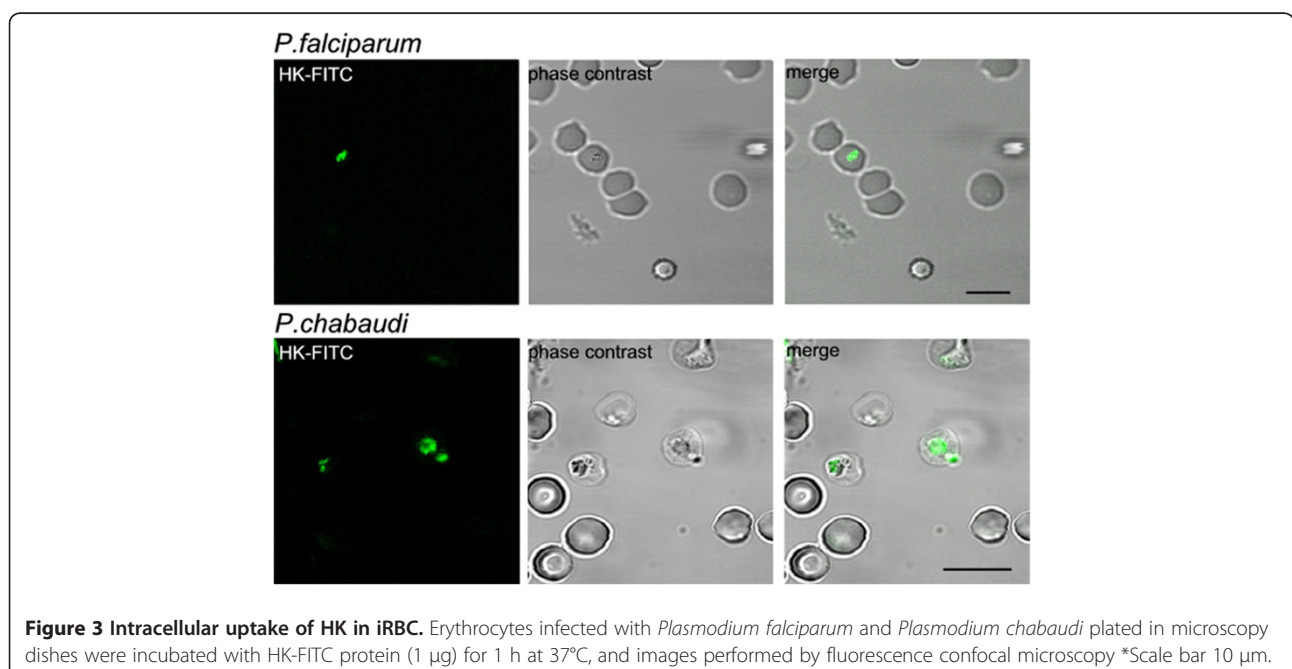 P.falciparum
HK-FITC phase contrast merge
P.chabaudi
HK-FITC phase contrast merge
Figure 3 Intracellular uptake of HK in iRBC. Erythrocytes infected with Plasmodium falciparum and Plasmodium chabaudi plated in microscopy
dishes were incubated with HK-FITC protein (1 μg) for 1 h at 37°C, and images performed by fluorescence confocal microscopy *Scale bar 10 μm.